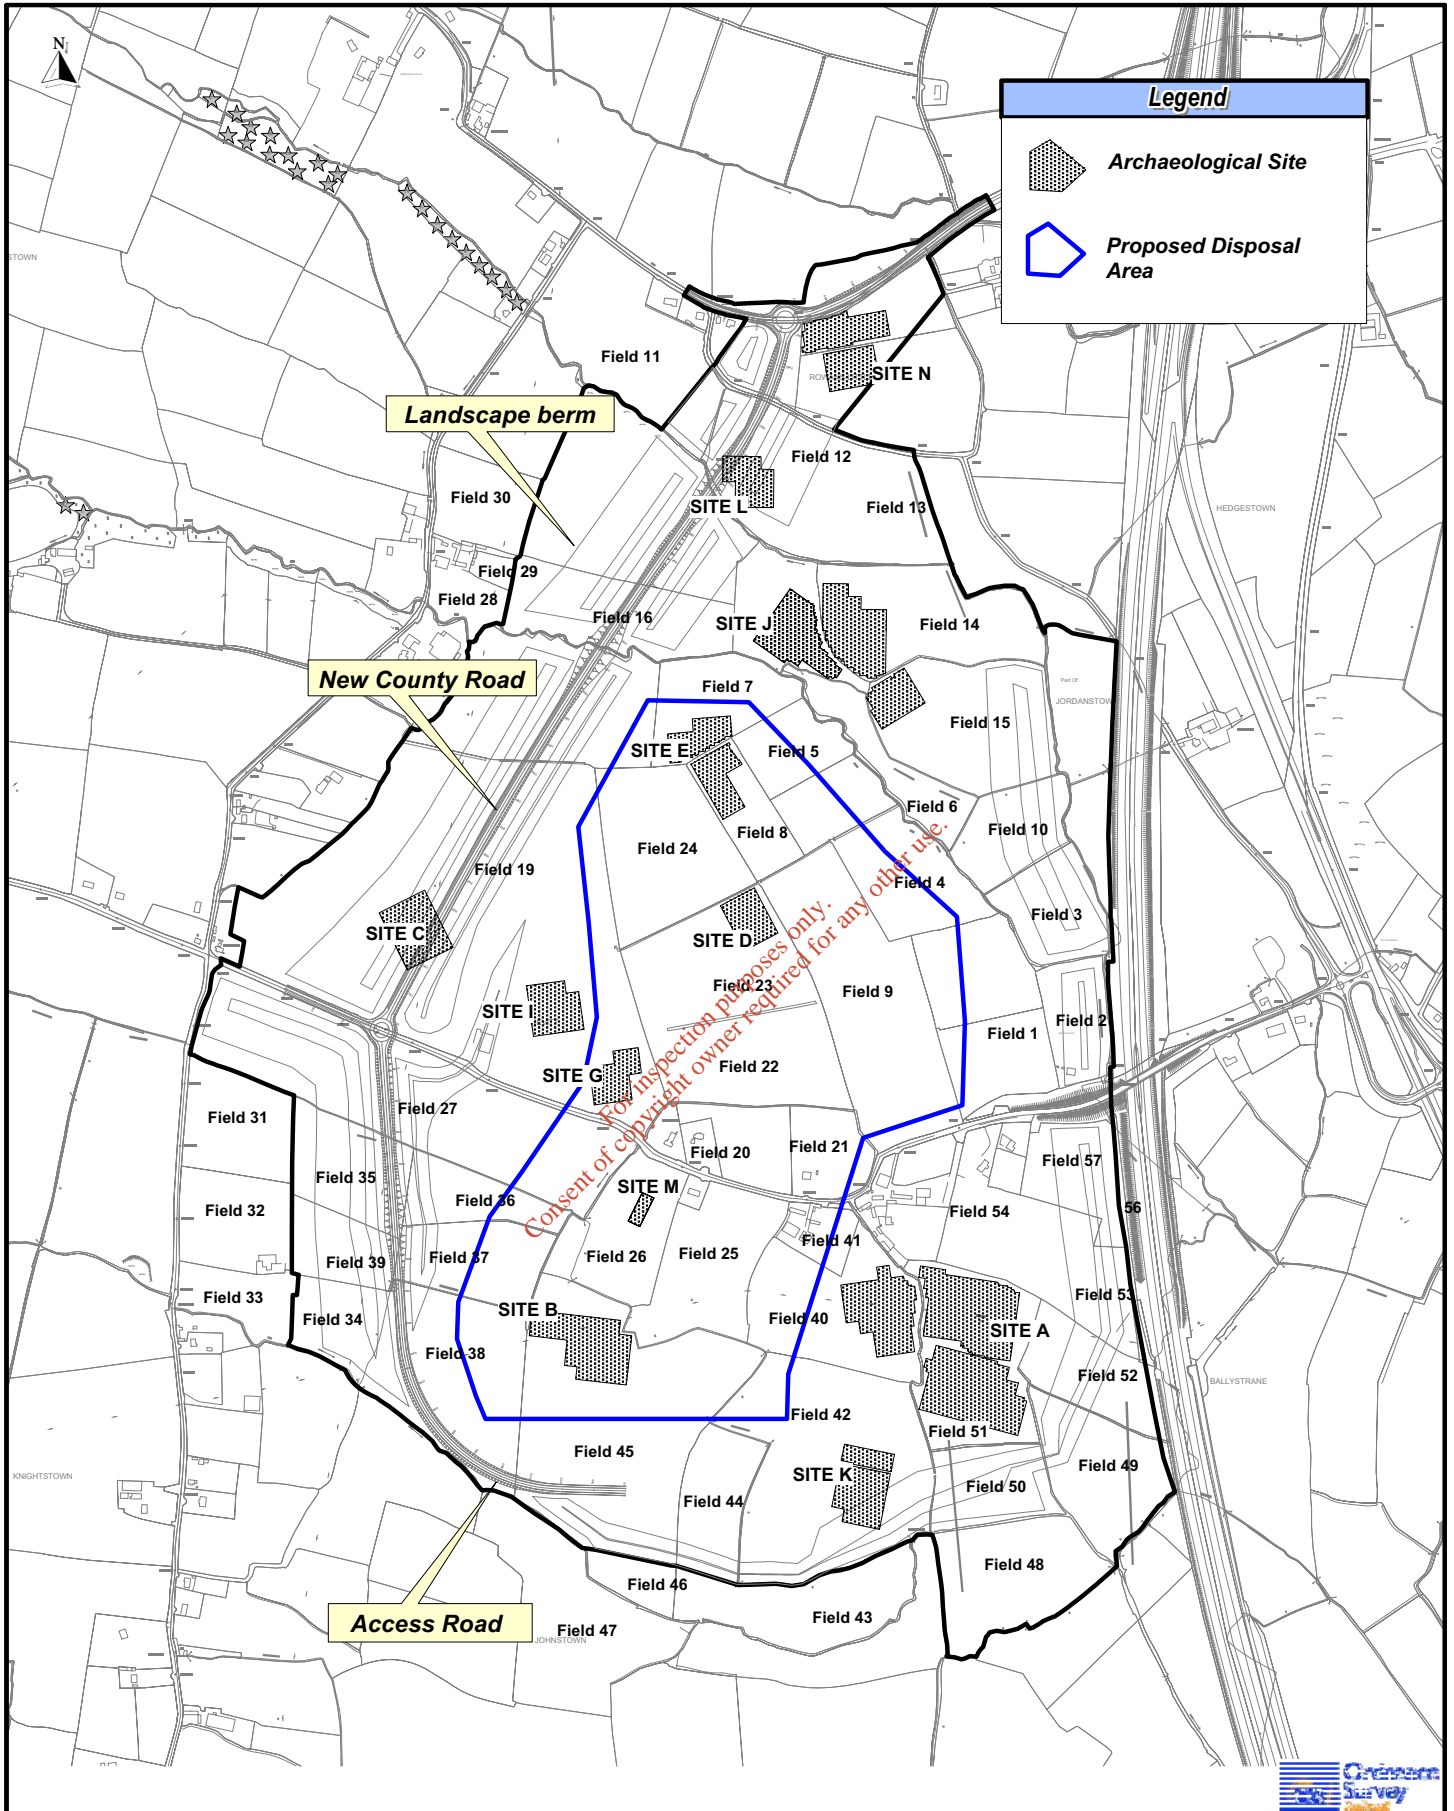 N
Legend
Archaeological Site
Proposed Disposal
Area
Field 11
SITE N
Landscape berm
Field 12
Field 30
SITE L
Field 13
HEDGESTOWN
Field 29
Field 28
Field 16
SITE J
Field 14
New County Road
Field 7
Part Of
JORDANSTOW
Field 15
SITE E
Field 5
Field 6
Field 8
Field 10
Field 24
Field 19
Field 4
Field 3
SITE C
SITE D
Field 23
Field 9
SITE I
Field 2
Field 1
Field 22
SITE G
For inspection purposes only.
Consent of copyright owner required for any other use.
Field 27
Field 31
Field 20
Field 21
Field 57
Field 35
SITE M
Field 36
Field 32
56
Field 54
Field 41
Field 26
Field 25
Field 37
Field 39
Field 33
Field 53
SITE B
Field 34
Field 40
SITE A
Field 38
Field 52
BALLYSTRANE
Field 42
Field 51
Field 45
Field 49
KNIGHTSTOWN
SITE K
Field 50
Field 44
Field 48
Field 46
Field 43
Access Road
Field 47
JOHNSTOWN
STOWN
ROW
Ordnance
Survey
Ireland